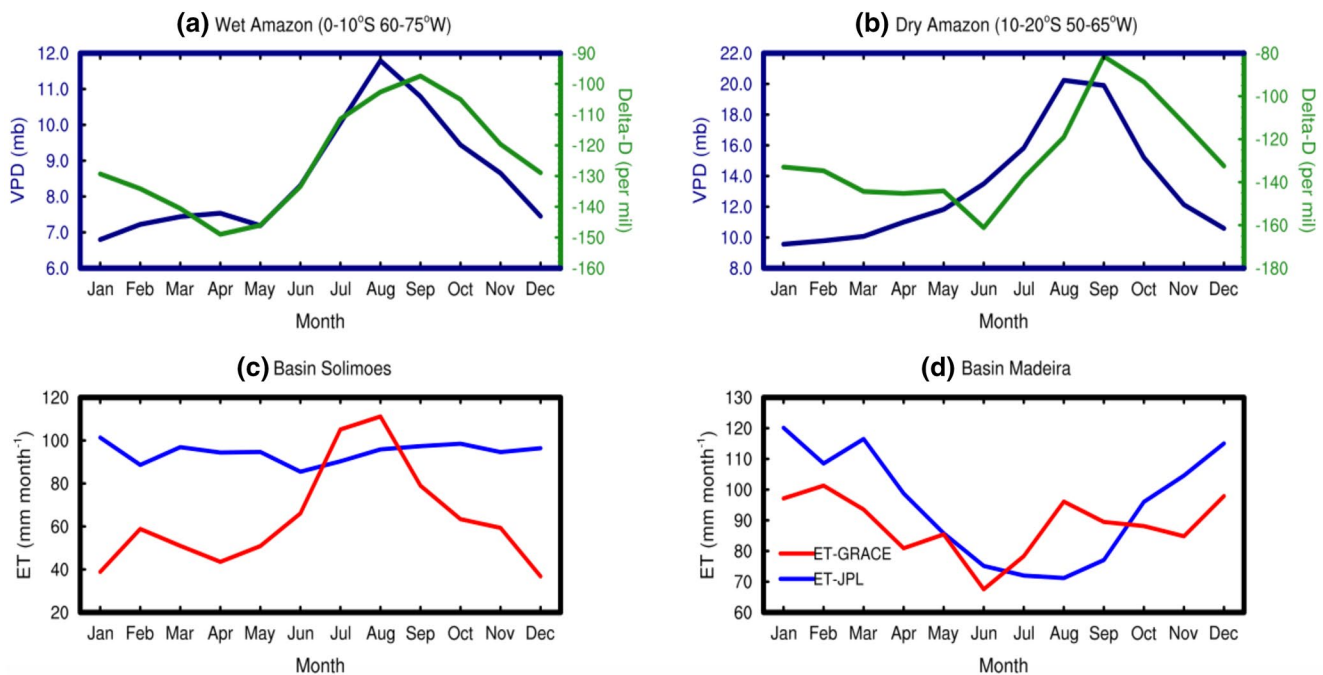 (a) Wet Amazon (0-10°S 60-75°W)
12.0
11.0
10.0
9.0
8.0
7.0
6.0
VPD (mb)
-90
-100
-110
-120
-130
-140
-150
-160
Delta-D (per mil)
Jan Feb Mar Apr May Jun Jul Aug Sep Oct Nov Dec
Month
(b) Dry Amazon (10-20°S 50-65°W)
22.0
20.0
18.0
16.0
14.0
12.0
10.0
8.0
VPD (mb)
-80
-100
-120
-140
-160
-180
Delta-D (per mil)
Jan Feb Mar Apr May Jun Jul Aug Sep Oct Nov Dec
Month
(c) Basin Solimoes
120
100
80
60
40
20
ET (mm month⁻¹)
Jan Feb Mar Apr May Jun Jul Aug Sep Oct Nov Dec
Month
(d) Basin Madeira
130
120
110
100
90
80
70
60
ET (mm month⁻¹)
ET-GRACE
ET-JPL
Jan Feb Mar Apr May Jun Jul Aug Sep Oct Nov Dec
Month